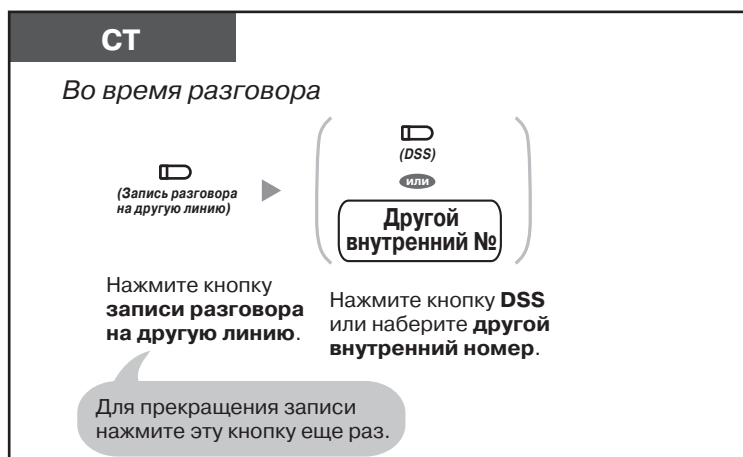 СТ
Во время разговора
(Запись разговора
на другую линию)
(DSS)
или
Другой
внутренний №
Нажмите кнопку
записи разговора
на другую линию.
Нажмите кнопку DSS
или наберите другой
внутренний номер.
Для прекращения записи
нажмите эту кнопку еще раз.